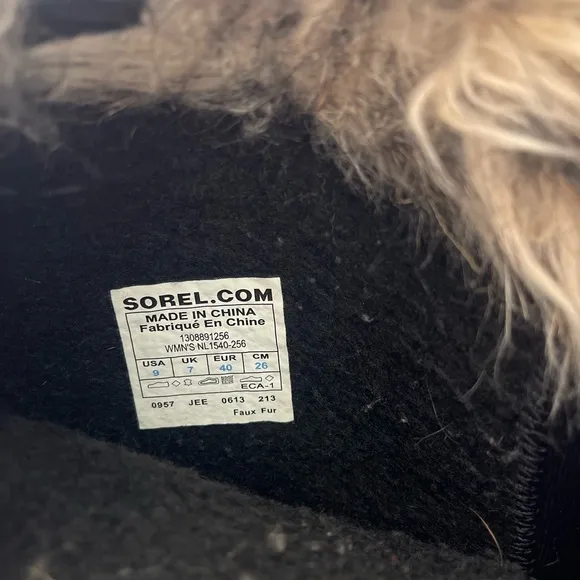 SOREL.COM
MADE IN CHINA
Fabriqué En Chine
1308891256
WMN'S NL1540-256
USA UK EUR CM
9 7 40 26
ECA-1
0957 JEE 0613 213
Faux Fur